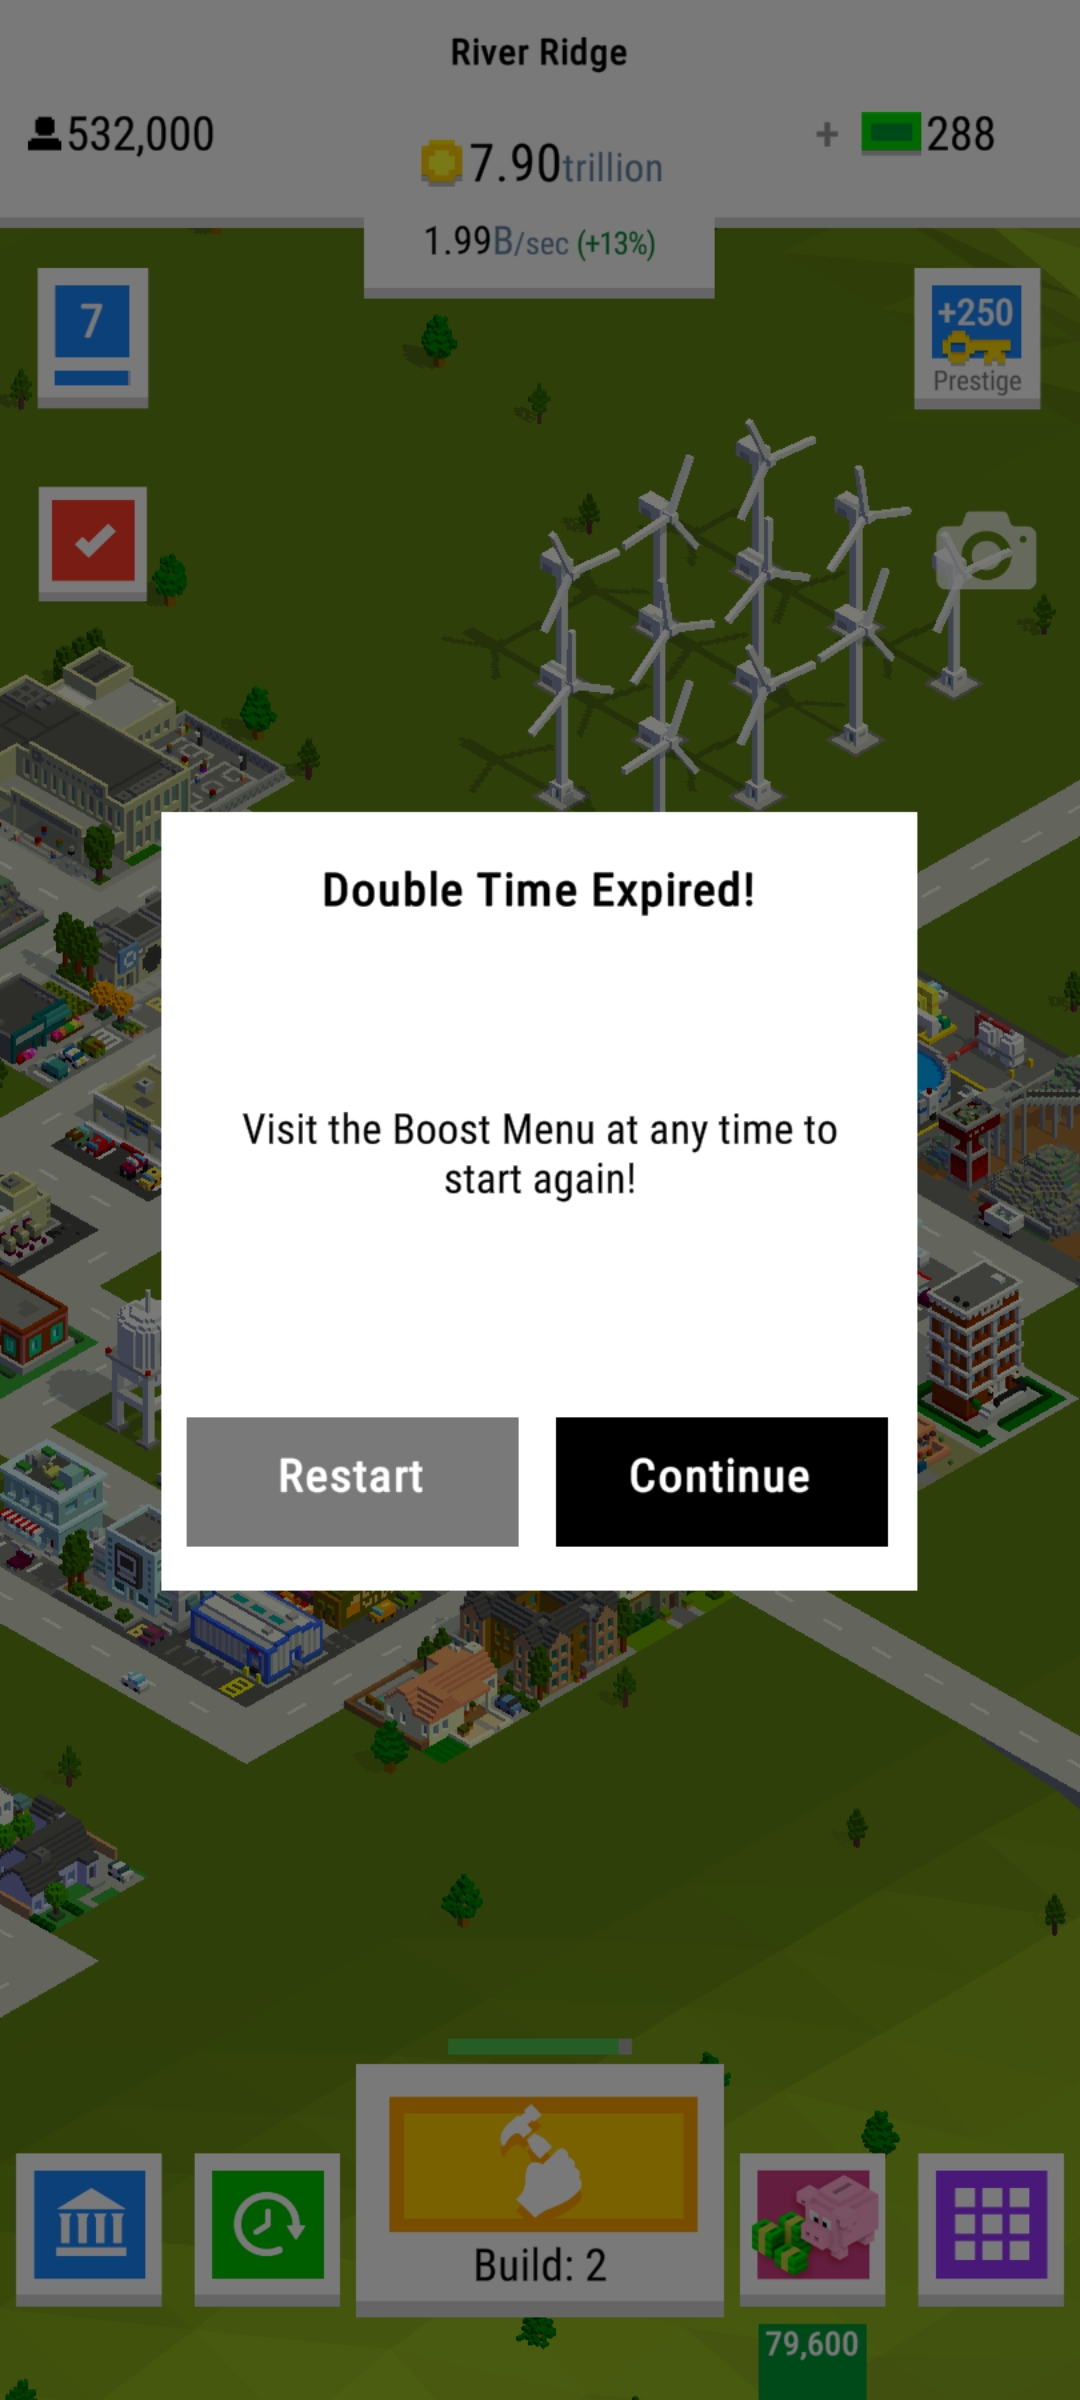 River Ridge
532,000
7.90trillion
+ 288
1.99B/sec (+13%)
7
+250
Prestige
Double Time Expired!
Visit the Boost Menu at any time to
start again!
Restart
Continue
Build: 2
79,600